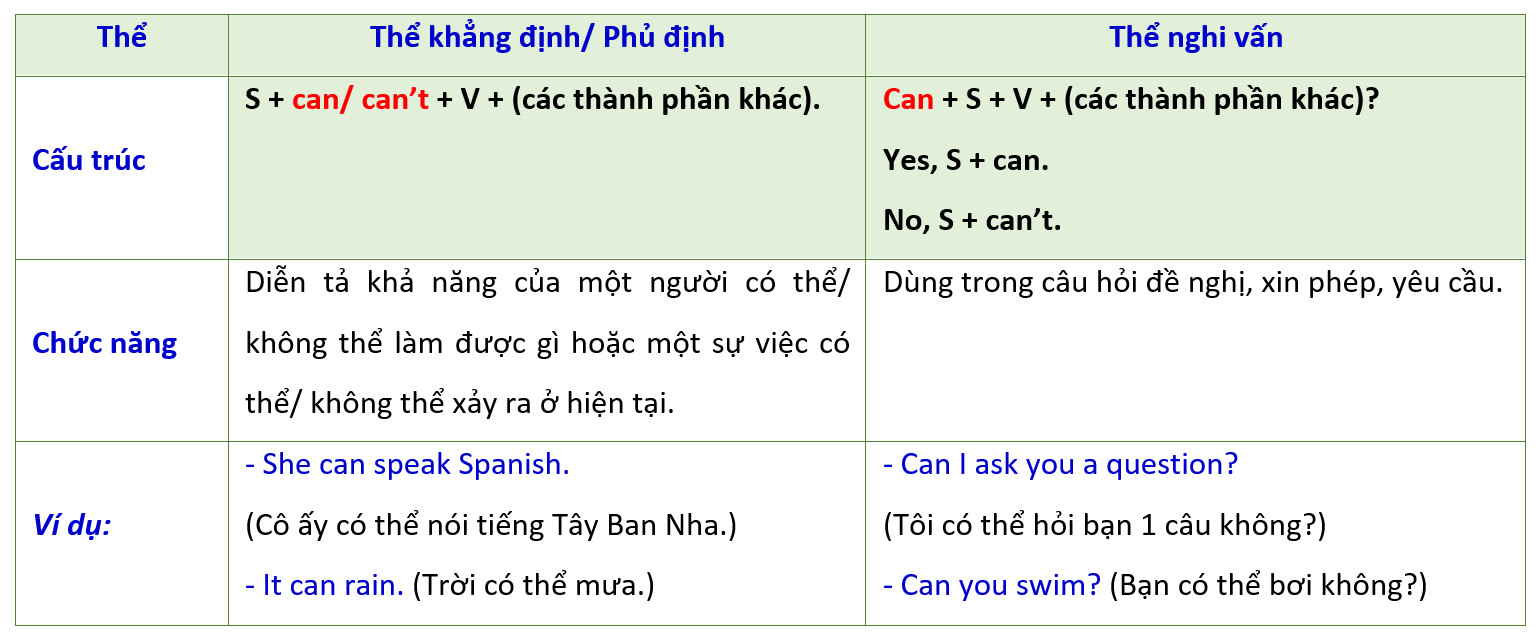 Thể
Thể khẳng định/ Phủ định
Thể nghi vấn
Cấu trúc
S + can/ can’t + V + (các thành phần khác).
Can + S + V + (các thành phần khác)?
Yes, S + can.
No, S + can’t.
Chức năng
Diễn tả khả năng của một người có thể/
không thể làm được gì hoặc một sự việc có
thể/ không thể xảy ra ở hiện tại.
Dùng trong câu hỏi đề nghị, xin phép, yêu cầu.
Ví dụ:
- She can speak Spanish.
(Cô ấy có thể nói tiếng Tây Ban Nha.)
- It can rain. (Trời có thể mưa.)
- Can I ask you a question?
(Tôi có thể hỏi bạn 1 câu không?)
- Can you swim? (Bạn có thể bơi không?)